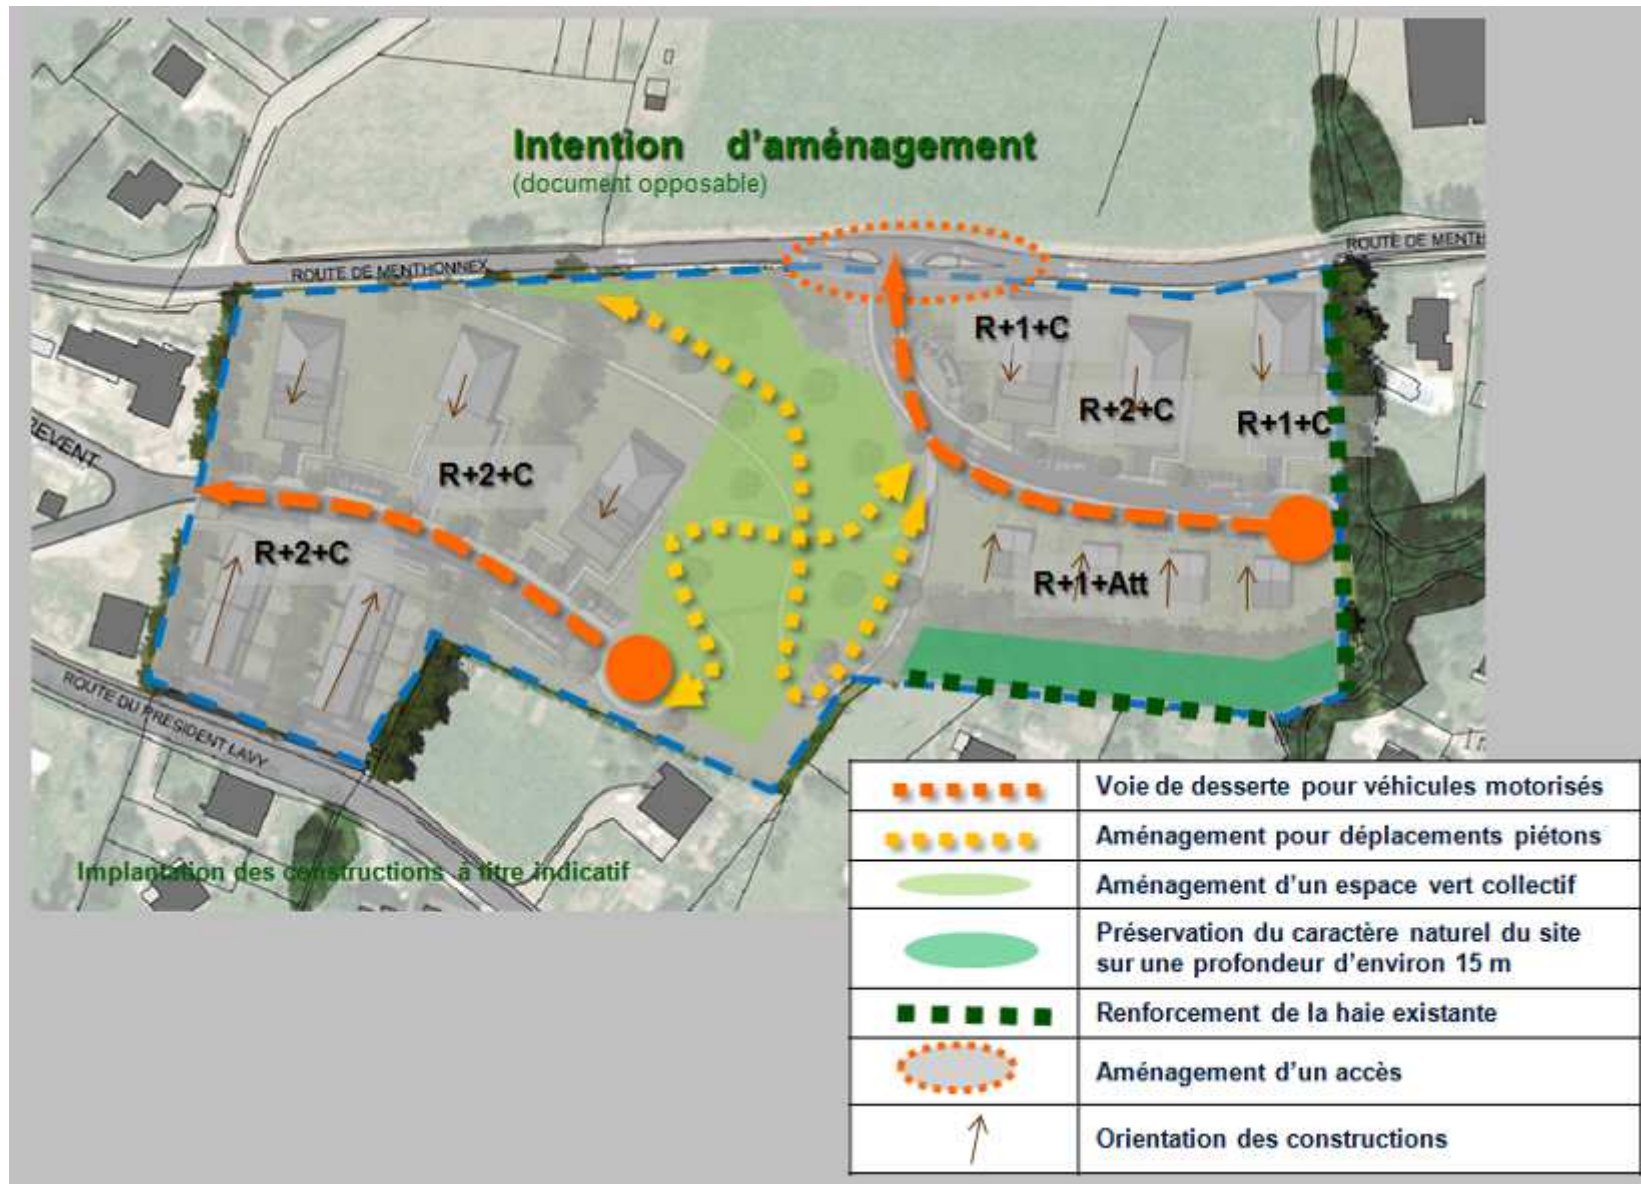 Intention d'aménagement
(document opposable)
ROUTE DE MENTHONNEX
ROUTE DE MENTH
R+1+C
R+2+C
R+1+C
REVENT
R+2+C
R+2+C
R+1+Att
ROUTE DU PRESIDENT LAVY
Implantation des constructions à titre indicatif
Voie de desserte pour véhicules motorisés
Aménagement pour déplacements piétons
Aménagement d'un espace vert collectif
Préservation du caractère naturel du site
sur une profondeur d'environ 15 m
Renforcement de la haie existante
Aménagement d'un accès
Orientation des constructions